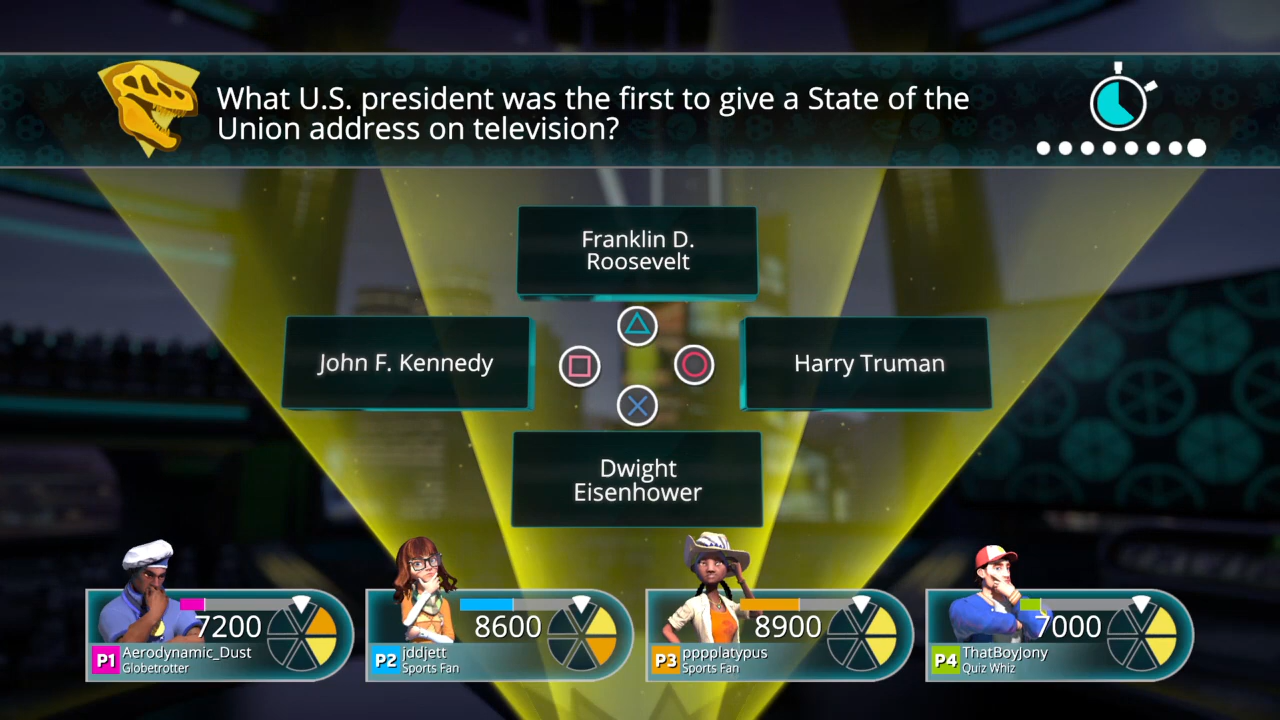 What U.S. president was the first to give a State of the
Union address on television?
Franklin D.
Roosevelt
John F. Kennedy
Harry Truman
Dwight
Eisenhower
7200
P1 Aerodynamic_Dust
Globetrotter
8600
P2 jddjett
Sports Fan
8900
P3 pppplatypus
Sports Fan
7000
P4 ThatBoyJony
Quiz Whiz